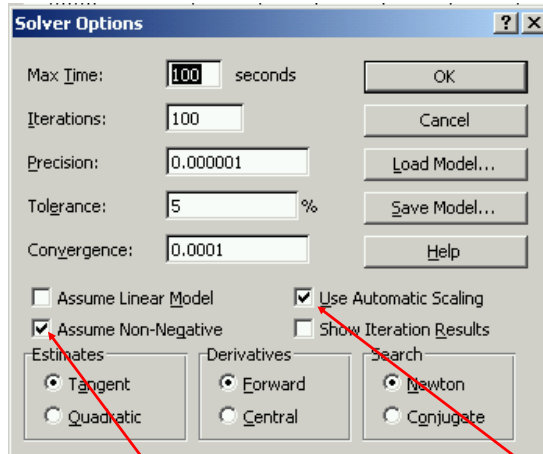 Solver Options
Max Time: 100 seconds OK
Iterations: 100 Cancel
Precision: 0.000001 Load Model...
Tolerance: 5 % Save Model...
Convergence: 0.0001 Help
Assume Linear Model Use Automatic Scaling
Assume Non-Negative Show Iteration Results
Estimates Derivatives Search
Tangent Forward Newton
Quadratic Central Conjugate